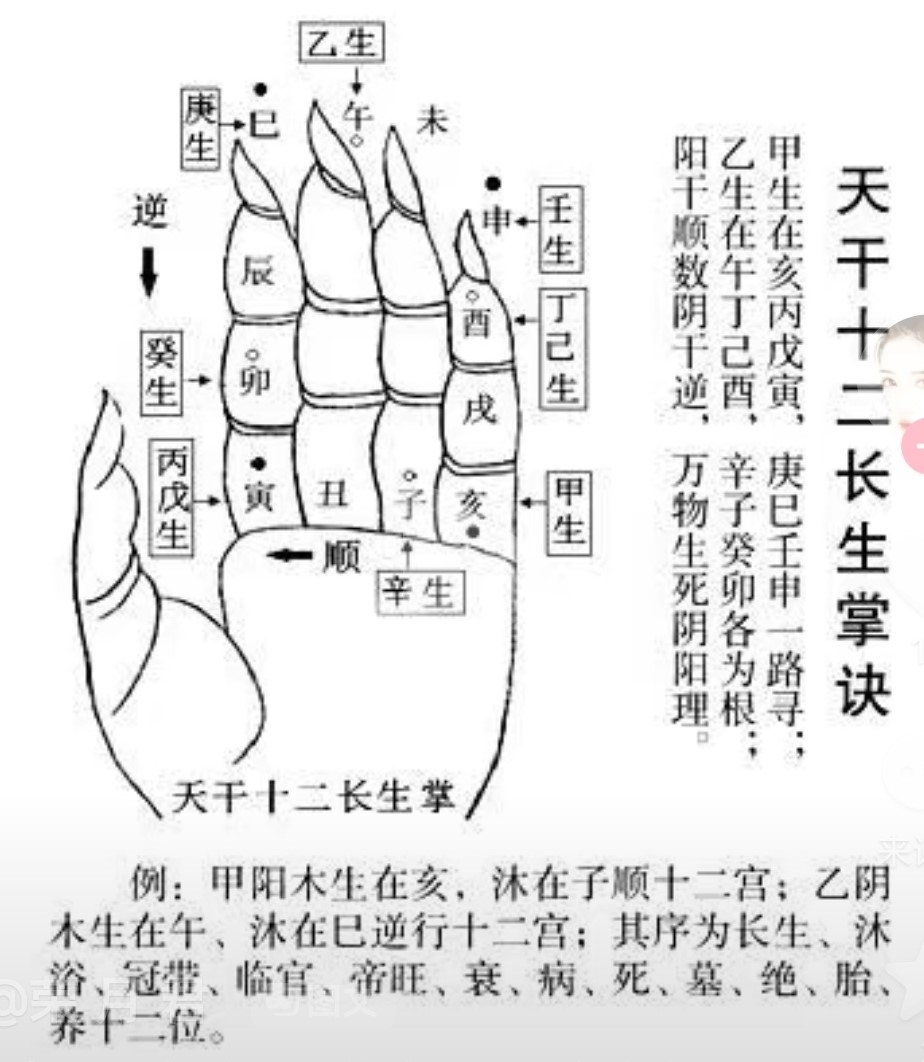 天干十二长生掌诀
甲生在亥丙戊寅，庚巳壬申一路寻；
乙生在午丁己酉，辛子癸卯各为根；
阳干顺数阴干逆，万物生死阴阳理。
乙生
庚生
巳
午
未
逆
申
壬生
辰
酉
丁己生
癸生
卯
戌
丙戊生
寅
丑
子
亥
甲生
顺
辛生
天干十二长生掌
例：甲阳木生在亥，沐在子顺十二宫；乙阴
木生在午、沐在巳逆行十二宫；其序为长生、沐
浴、冠带、临官、帝旺、衰、病、死、墓、绝、胎、
养十二位。